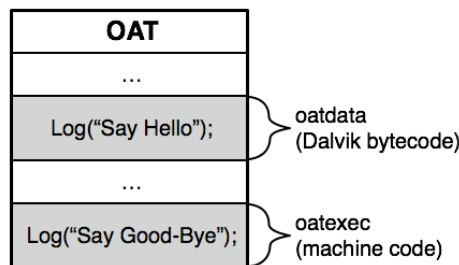 OAT
...
Log(“Say Hello”);
oatdata
(Dalvik bytecode)
...
Log(“Say Good-Bye”);
oatexec
(machine code)